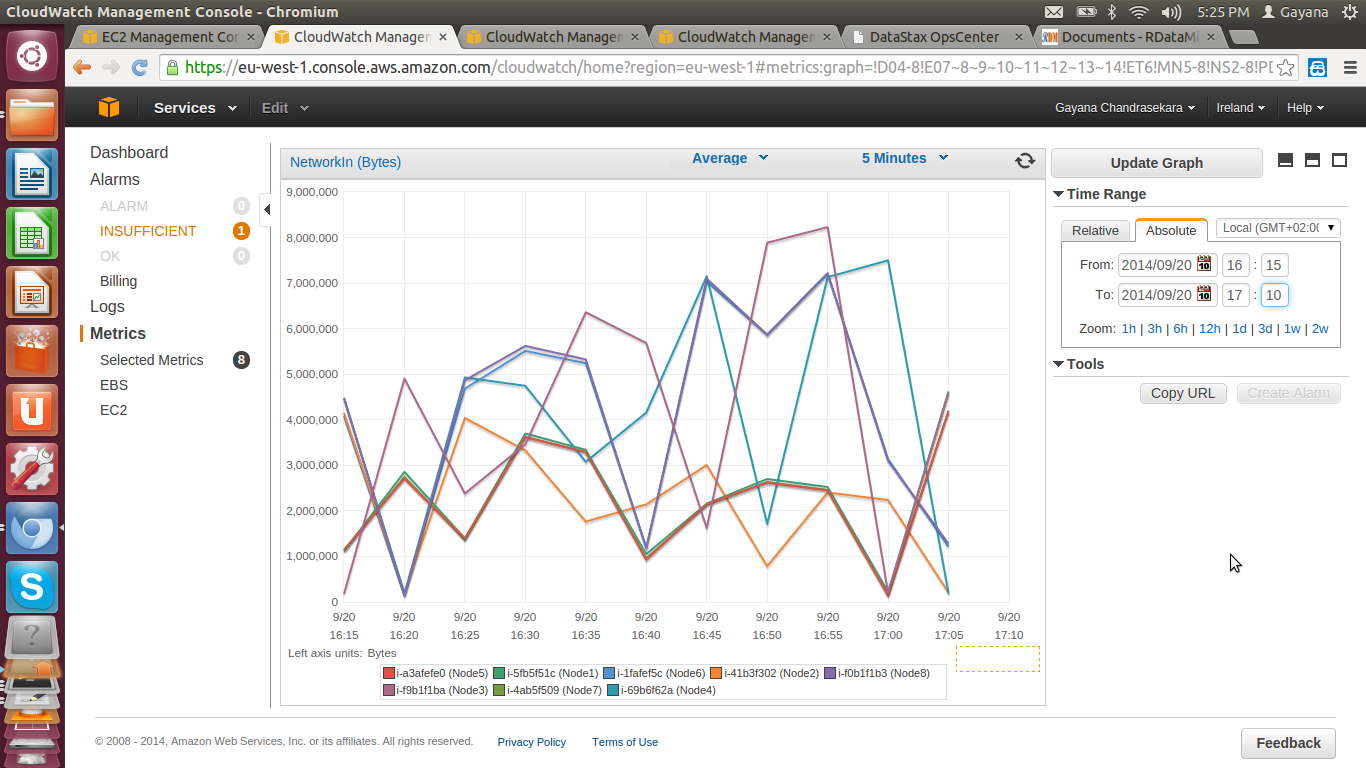 CloudWatch Management Console - Chromium
5:25 PM Gayana
EC2 Management Co
CloudWatch Manage
CloudWatch Manage
CloudWatch Manage
DataStax OpsCenter
Documents - RDataM
https://eu-west-1.console.aws.amazon.com/cloudwatch/home?region=eu-west-1#metrics:graph=!D04-8!E07~8~9~10~11~12~13~14!ET6!MN5-8!NS2-8!P
Services Edit Gayana Chandrasekara Ireland Help
Dashboard
Alarms
ALARM 0
INSUFFICIENT 1
OK 0
Billing
Logs
Metrics
Selected Metrics 8
EBS
EC2
NetworkIn (Bytes) Average 5 Minutes
9,000,000
8,000,000
7,000,000
6,000,000
5,000,000
4,000,000
3,000,000
2,000,000
1,000,000
0
9/20 9/20 9/20 9/20 9/20 9/20 9/20 9/20 9/20 9/20 9/20 9/20
16:15 16:20 16:25 16:30 16:35 16:40 16:45 16:50 16:55 17:00 17:05 17:10
Left axis units: Bytes
i-a3afefe0 (Node5) i-5fb5f51c (Node1) i-1fafef5c (Node6) i-41b3f302 (Node2) i-f0b1f1b3 (Node8)
i-f9b1f1ba (Node3) i-4ab5f509 (Node7) i-69b6f62a (Node4)
Update Graph
Time Range
Relative Absolute Local (GMT+02:00
From: 2014/09/20 10 16 : 15
To: 2014/09/20 10 17 : 10
Zoom: 1h | 3h | 6h | 12h | 1d | 3d | 1w | 2w
Tools
Copy URL Create Alarm
© 2008 - 2014, Amazon Web Services, Inc. or its affiliates. All rights reserved. Privacy Policy Terms of Use
Feedback